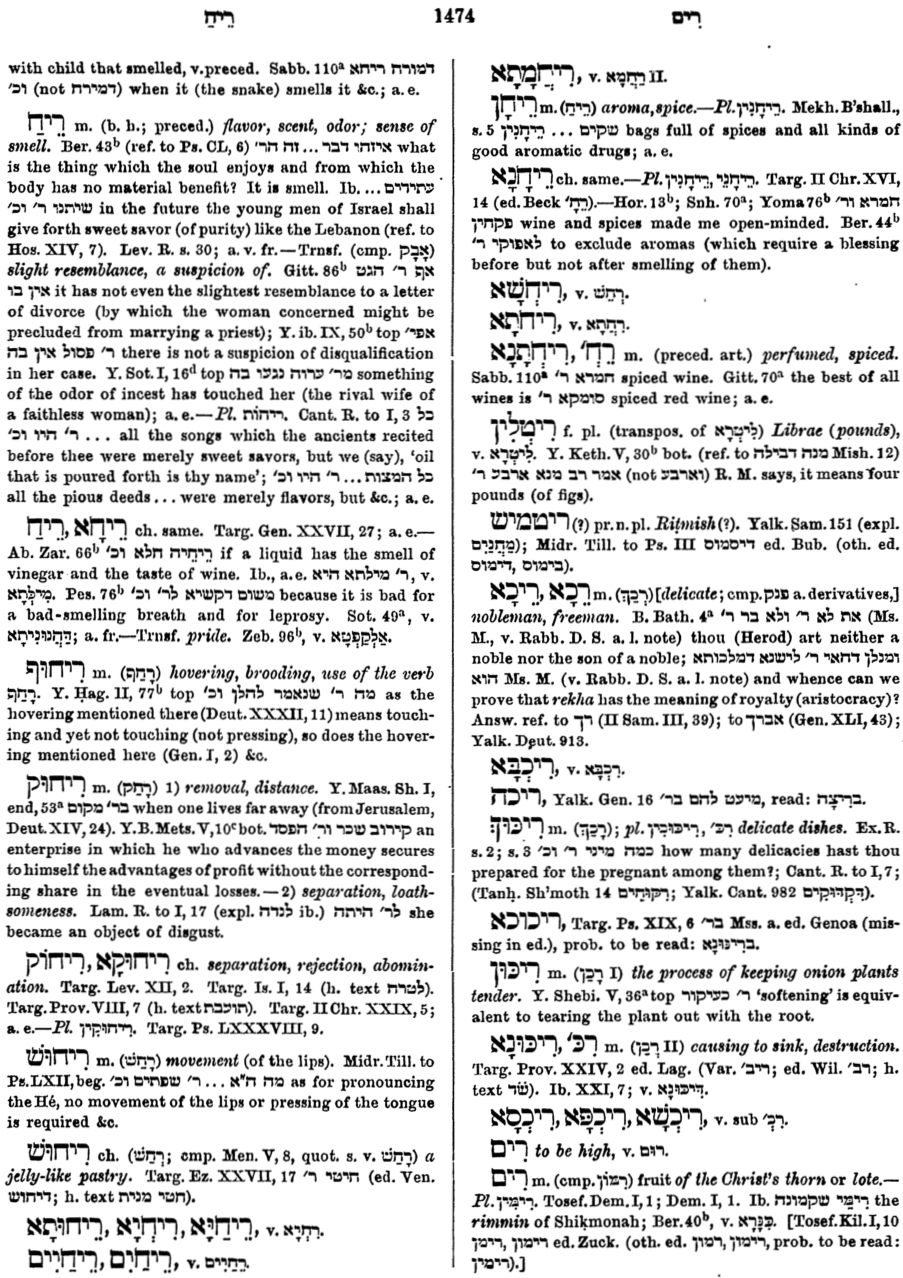 רֵיחַ 1474 רִים
with child that smelled, v. preced. Sabb. 110ᵃ דמורח ריחא
וכ׳ (not דמירח) when it (the snake) smells it &c.; a. e.
רֵיחַ m. (b. h.; preced.) flavor, scent, odor; sense of
smell. Ber. 43ᵇ (ref to Ps. CL, 6) איזהו דבר ... זה הר׳ what
is the thing which the soul enjoys and from which the
body has no material benefit? It is smell. Ib. ... עתידים
שיתנו ר׳ וכ׳ in the future the young men of Israel shall
give forth sweet savor (of purity) like the Lebanon (ref. to
Hos. XIV, 7). Lev. R. s. 30; a. v. fr.—Trnsf. (cmp. אָבָק)
slight resemblance, a suspicion of. Gitt. 86ᵇ אף ר׳ הגט
אין בו it has not even the slightest resemblance to a letter
of divorce (by which the woman concerned might be
precluded from marrying a priest); Y. ib. IX, 50ᵇ top אפי׳
ר׳ פסול אין בה there is not a suspicion of disqualification
in her case. Y. Sot. I, 16ᵈ top מר׳ ערוה נגעו בה something
of the odor of incest has touched her (the rival wife of
a faithless woman); a. e.—Pl. רֵיחוֹת. Cant. R. to I, 3 כל
... ר׳ היו וכ׳ all the songs which the ancients recited
before thee were merely sweet savors, but we (say), ‘oil
that is poured forth is thy name’; כל המצות ... ר׳ היו וכ׳
all the pious deeds ... were merely flavors, but &c.; a. e.
רֵיחָא, רֵיחַ ch. same. Targ. Gen. XXVII, 27; a. e.—
Ab. Zar. 66ᵇ רֵיחֵיה חלא וכ׳ if a liquid has the smell of
vinegar and the taste of wine. Ib., a. e. ר׳ מילתא היא, v.
מִילְּתָא. Pes. 76ᵇ משום דקשיא לר׳ וכ׳ because it is bad for
a bad-smelling breath and for leprosy. Sot. 49ᵃ, v.
דַּהֲנוּנִיתָא; a. fr.—Trnsf. pride. Zeb. 96ᵇ, v. אַלְקַפְטָא.
רִיחוּף m. (רָחַף) hovering, brooding, use of the verb
רָחַף. Y. Ḥag. II, 77ᵇ top מה ר׳ שנאמר להלן וכ׳ as the
hovering mentioned there (Deut. XXXII, 11) means touch-
ing and yet not touching (not pressing), so does the hover-
ing mentioned here (Gen. I, 2) &c.
רִיחוּק m. (רָחַק) 1) removal, distance. Y. Maas. Sh. I,
end, 53ᵃ בר׳ מקום when one lives far away (from Jerusalem,
Deut. XIV, 24). Y. B. Mets. V, 10ᶜ bot. קירוב שכר ור׳ הפסד an
enterprise in which he who advances the money secures
to himself the advantages of profit without the correspond-
ing share in the eventual losses.—2) separation, loath-
someness. Lam. R. to I, 17 (expl. לנדה ib.) לר׳ היתה she
became an object of disgust.
רִיחוּקָא, רִיחוּק ch. separation, rejection, abomin-
ation. Targ. Lev. XII, 2. Targ. Is. I, 14 (h. text לטרח).
Targ. Prov. VIII, 7 (h. text תועבת). Targ. II Chr. XXIX, 5;
a. e.—Pl. רִיחוּקִין. Targ. Ps. LXXXVIII, 9.
רִיחוּשׁ m. (רָחַשׁ) movement (of the lips). Midr. Till. to
Ps. LXII, beg. מה ה״א ... ר׳ שפתים וכ׳ as for pronouncing
the Hé, no movement of the lips or pressing of the tongue
is required &c.
רִיחוּשׁ ch. (רְחַשׁ; cmp. Men. V, 8, quot. s. v. רָחַשׁ) a
jelly-like pastry. Targ. Ez. XXVII, 17 חיטי ר׳ (ed. Ven.
דיחוש; h. text חטי מנית).
רֵיחַיָּא, רִיחְיָא, רֵיחוּתָא, v. רֵחְיָא.
רֵיחַיִם, רֵיחַיִים, v. רֵחַיִים.
רִיחֲמָתָא, v. רַחֲמָא II.
רֵיחָן m. (רֵיחַ) aroma, spice.—Pl. רֵיחָנִין. Mekh. B’shall.,
s. 5 שקים ... רֵיחָנִין bags full of spices and all kinds of
good aromatic drugs; a. e.
רֵיחָנָא ch. same.—Pl. רֵיחָנֵי, רֵיחָנִין. Targ. II Chr. XVI,
14 (ed. Beck רֵחָ׳).—Hor. 13ᵇ; Snh. 70ᵃ; Yoma 76ᵇ חמרא ור׳
פקחין wine and spices made me open-minded. Ber. 44ᵇ
לאפוקי ר׳ to exclude aromas (which require a blessing
before but not after smelling of them).
רִיחְשָׁא, v. רַחַשׁ.
רִיחֹתָא, v. רֵחֲתָא.
רִיחְתָנָא, רֵחְ׳ m. (preced. art.) perfumed, spiced.
Sabb. 110ᵃ חמרא ר׳ spiced wine. Gitt. 70ᵃ the best of all
wines is סומקא ר׳ spiced red wine; a. e.
רִיטְלִין f. pl. (transpos. of לִיטְרָא) Librae (pounds),
v. לִיטְרָא. Y. Keth. V, 30ᵇ bot. (ref. to מנה דבילה Mish. 12)
אמר רב מנא ארבע ר׳ (not וארבע) R. M. says, it means four
pounds (of figs).
ריטמיש (?) pr. n. pl. Riṭmish (?). Yalk. Sam. 151 (expl.
מַחֲנַיִם); Midr. Till. to Ps. III דיסמוס ed. Bub. (oth. ed.
בימוס, דימוס).
רֵיכָא, רֵכָא m. (רָכַךְ) [delicate; cmp. פנק a. derivatives,]
nobleman, freeman. B. Bath. 4ᵃ את לא ר׳ ולא בר ר׳ (Ms.
M., v. Rabb. D. S. a. l. note) thou (Herod) art neither a
noble nor the son of a noble; ומנלן דהאי ר׳ לישנא דמלכותא
הוא Ms. M. (v. Rabb. D. S. a. l. note) and whence can we
prove that rekha has the meaning of royalty (aristocracy)?
Answ. ref. to רך (II Sam. III, 39); to אברך (Gen. XLI, 43);
Yalk. Deut. 913.
רִיכְבָּא, v. רִכְבָּא.
ריכה, Yalk. Gen. 16 מיעט להם בר׳, read: בריצה.
רִיכּוּךְ m. (רָכַךְ); pl. רִיכּוּכִין, רִכּ׳ delicate dishes. Ex. R.
s. 2; s. 3 כמה מיני ר׳ וכ׳ how many delicacies hast thou
prepared for the pregnant among them?; Cant. R. to I, 7;
(Tanḥ. Sh’moth 14 רִקּוּחִים; Yalk. Cant. 982 דִּקְדּוּקִים).
ריכוכא, Targ. Ps. XIX, 6 בר׳ Mss. a. ed. Genoa (mis-
sing in ed.), prob. to be read: ברינּוּנָא.
רִיכּוּן m. (רָכַן I) the process of keeping onion plants
tender. Y. Shebi. V, 36ᵃ top ר׳ כעיקור ‘softening’ is equiv-
alent to tearing the plant out with the root.
רִיכּוּנָא, רִכּ׳ m. (רְכַן II) causing to sink, destruction.
Targ. Prov. XXIV, 2 ed. Lag. (Var. רייב׳; ed. Wil. רב׳; h.
text שׁד). Ib. XXI, 7; v. דִּיכּוּנָא.
רִיכְשָׁא, רִיכְפָּא, רִיכְסָא, v. sub רִכְ׳.
רִים to be high, v. רוּם.
רִים m. (cmp. רִמּוֹן) fruit of the Christ’s thorn or lote.—
Pl. רִימִין. Tosef. Dem. I, 1; Dem. I, 1. Ib. רִימֵי שקמונה the
rimmin of Shiḳmonah; Ber. 40ᵇ, v. כַּנָּרָא. [Tosef. Kil. I, 10
רימון, רימן ed. Zuck. (oth. ed. רימון, רמון, prob. to be read:
רימין).]